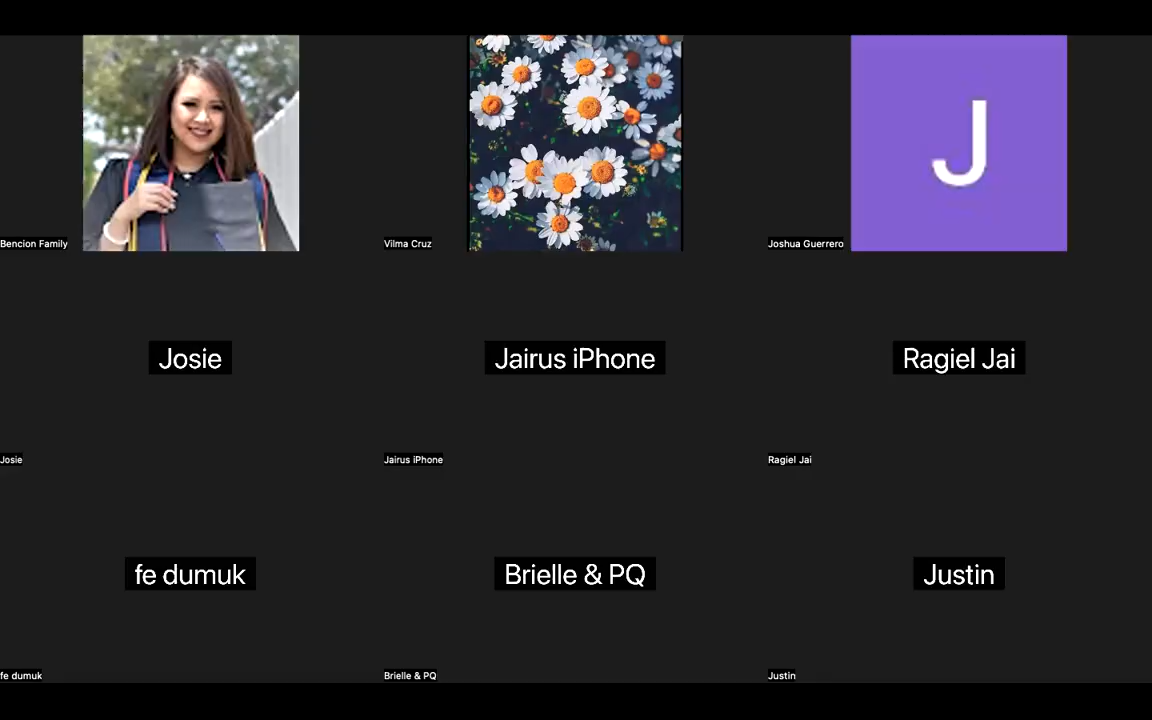 J
Bencion Family
Vilma Cruz
Joshua Guerrero
Josie
Jairus iPhone
Ragiel Jai
Josie
Jairus iPhone
Ragiel Jai
fe dumuk
Brielle & PQ
Justin
fe dumuk
Brielle & PQ
Justin